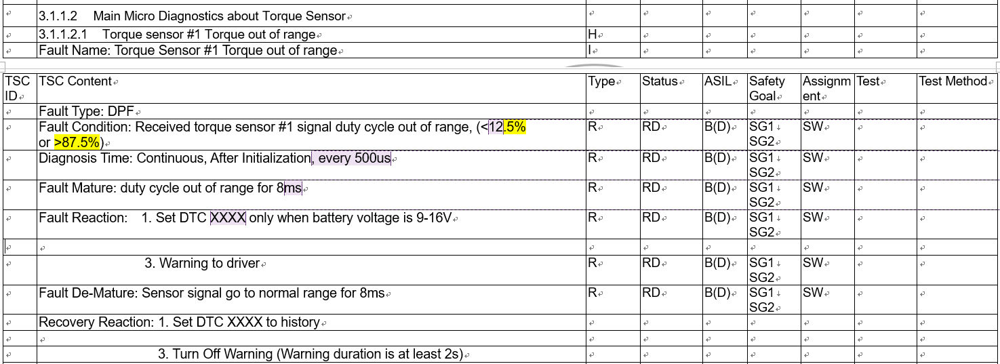 3.1.1.2 Main Micro Diagnostics about Torque Sensor
3.1.1.2.1 Torque sensor #1 Torque out of range H
Fault Name: Torque Sensor #1 Torque out of range I
TSC ID TSC Content Type Status ASIL Safety Goal Assignment Test Test Method
Fault Type: DPF
Fault Condition: Received torque sensor #1 signal duty cycle out of range, (<12.5% R RD B(D) SG1 SW
or >87.5%) SG2
Diagnosis Time: Continuous, After Initialization, every 500us R RD B(D) SG1 SW
SG2
Fault Mature: duty cycle out of range for 8ms R RD B(D) SG1 SW
SG2
Fault Reaction: 1. Set DTC XXXX only when battery voltage is 9-16V R RD B(D) SG1 SW
SG2
3. Warning to driver R RD B(D) SG1 SW
SG2
Fault De-Mature: Sensor signal go to normal range for 8ms R RD B(D) SG1 SW
SG2
Recovery Reaction: 1. Set DTC XXXX to history
3. Turn Off Warning (Warning duration is at least 2s)